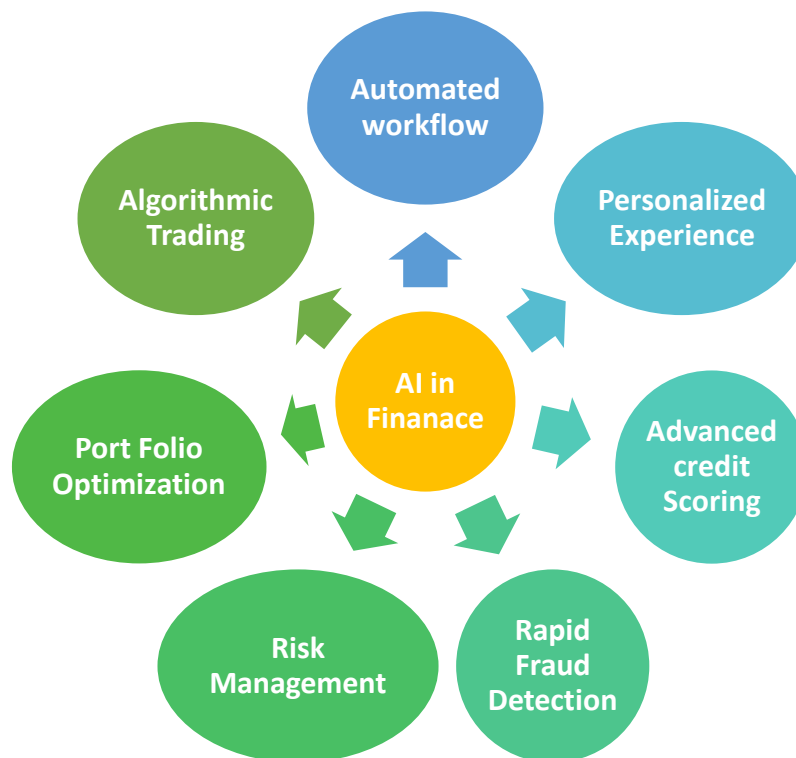 Automated
workflow
Personalized
Experience
Advanced
credit
Scoring
Rapid
Fraud
Detection
Risk
Management
Port Folio
Optimization
Algorithmic
Trading
AI in
Finanace